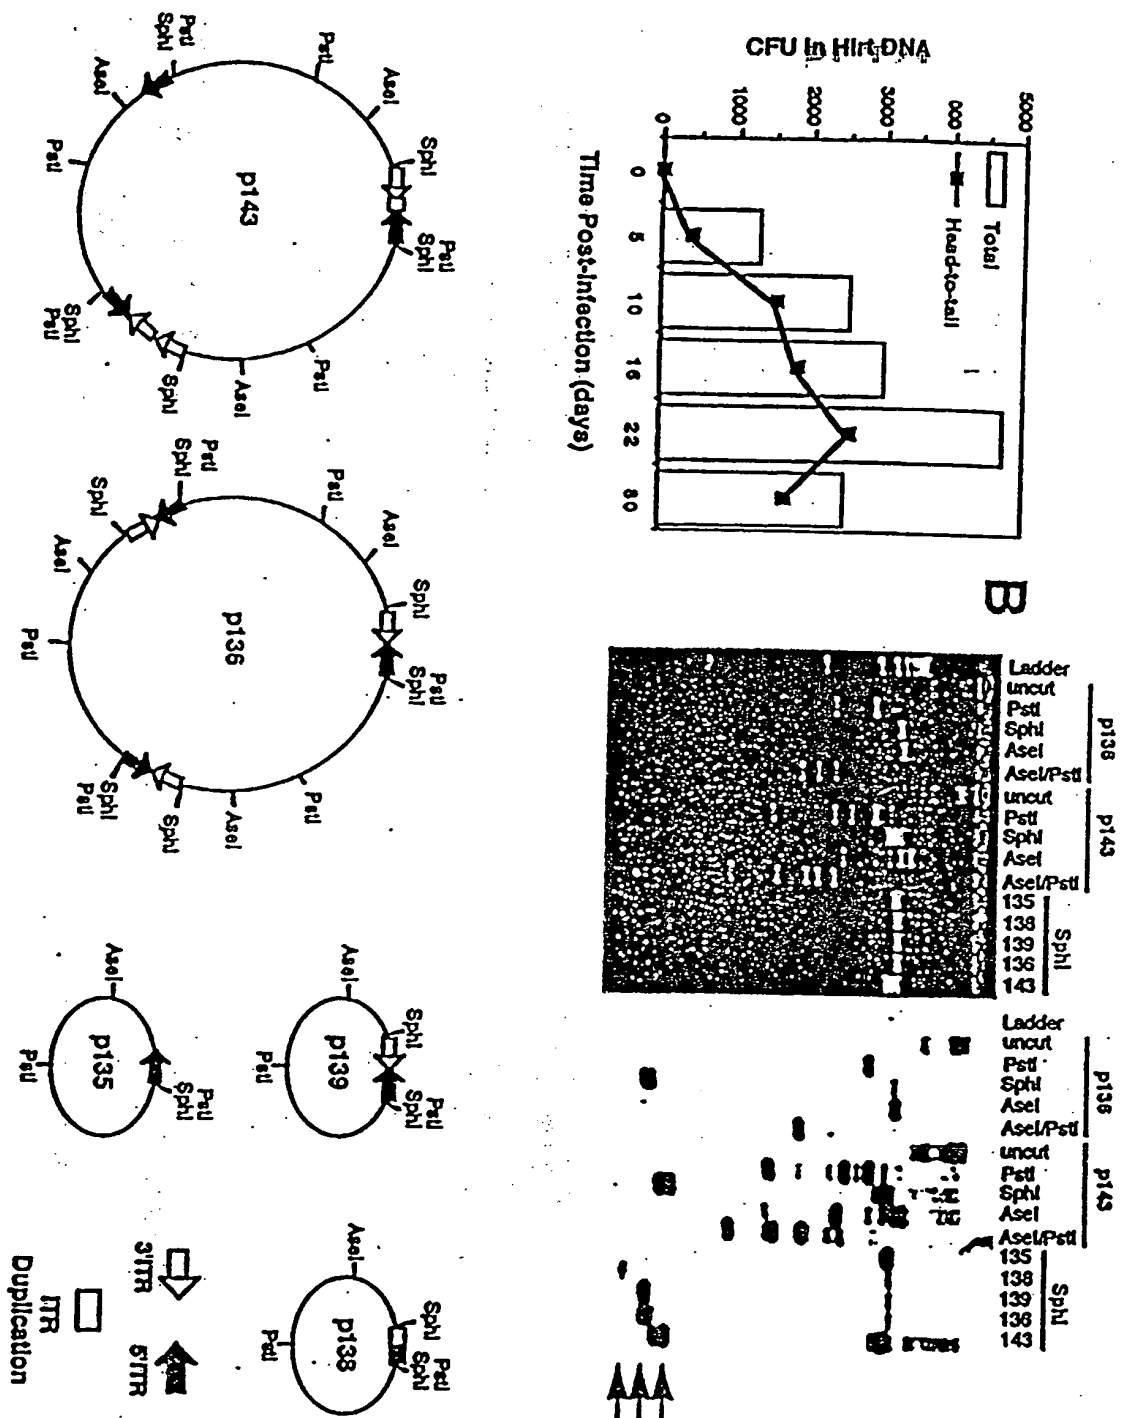 CFU in Hirt DNA
5000
000
3000
2000
1000
0
Total
Head-to-tail
0
5
10
16
22
80
Time Post-Infection (days)
B
p136
p143
SphI
Ladder
uncut
PstI
SphI
AseI
AseI/PstI
uncut
PstI
SphI
AseI
AseI/PstI
135
138
139
136
143
p136
p143
SphI
Ladder
uncut
PstI
SphI
AseI
AseI/PstI
uncut
PstI
SphI
AseI
AseI/PstI
135
138
139
136
143
p143
SphI
PstI
SphI
AseI
PstI
PstI
SphI
AseI
PstI
SphI
PstI
SphI
AseI
PstI
p136
SphI
PstI
SphI
AseI
PstI
PstI
SphI
SphI
AseI
PstI
SphI
PstI
SphI
AseI
PstI
p139
SphI
PstI
SphI
AseI
PstI
p138
SphI
PstI
SphI
AseI
PstI
p135
PstI
SphI
AseI
PstI
3'ITR
5'ITR
ITR
Duplication